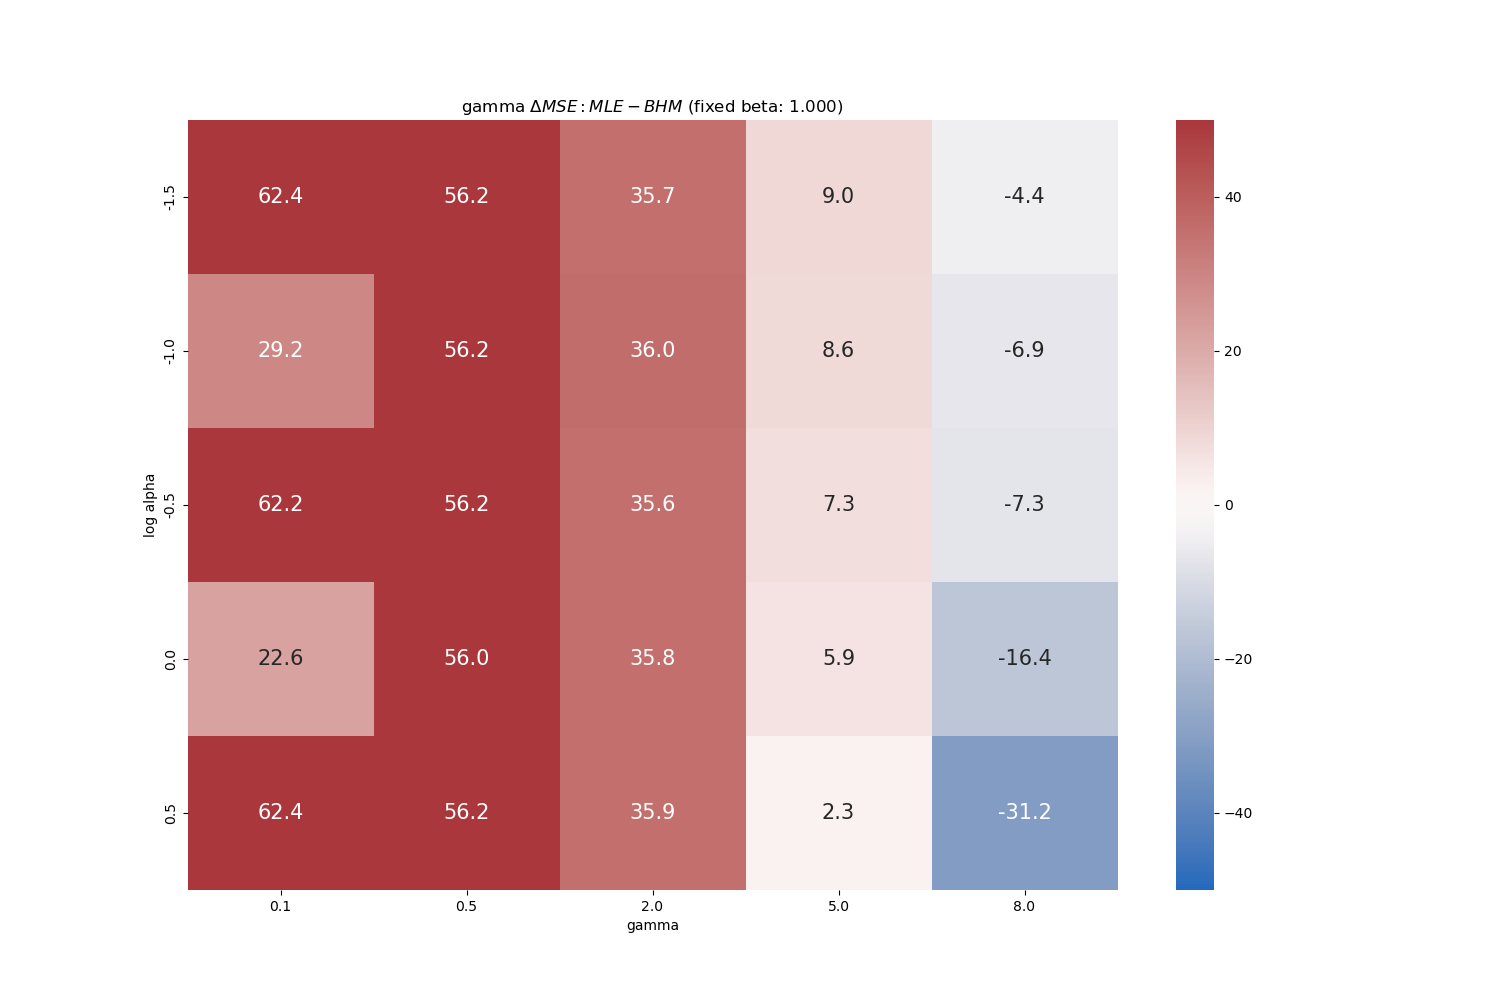 gamma ΔMSE : MLE − BHM (fixed beta: 1.000)
log alpha
-1.5 62.4 56.2 35.7 9.0 -4.4
-1.0 29.2 56.2 36.0 8.6 -6.9
-0.5 62.2 56.2 35.6 7.3 -7.3
0.0 22.6 56.0 35.8 5.9 -16.4
0.5 62.4 56.2 35.9 2.3 -31.2
0.1 0.5 2.0 5.0 8.0
gamma
40
20
0
−20
−40